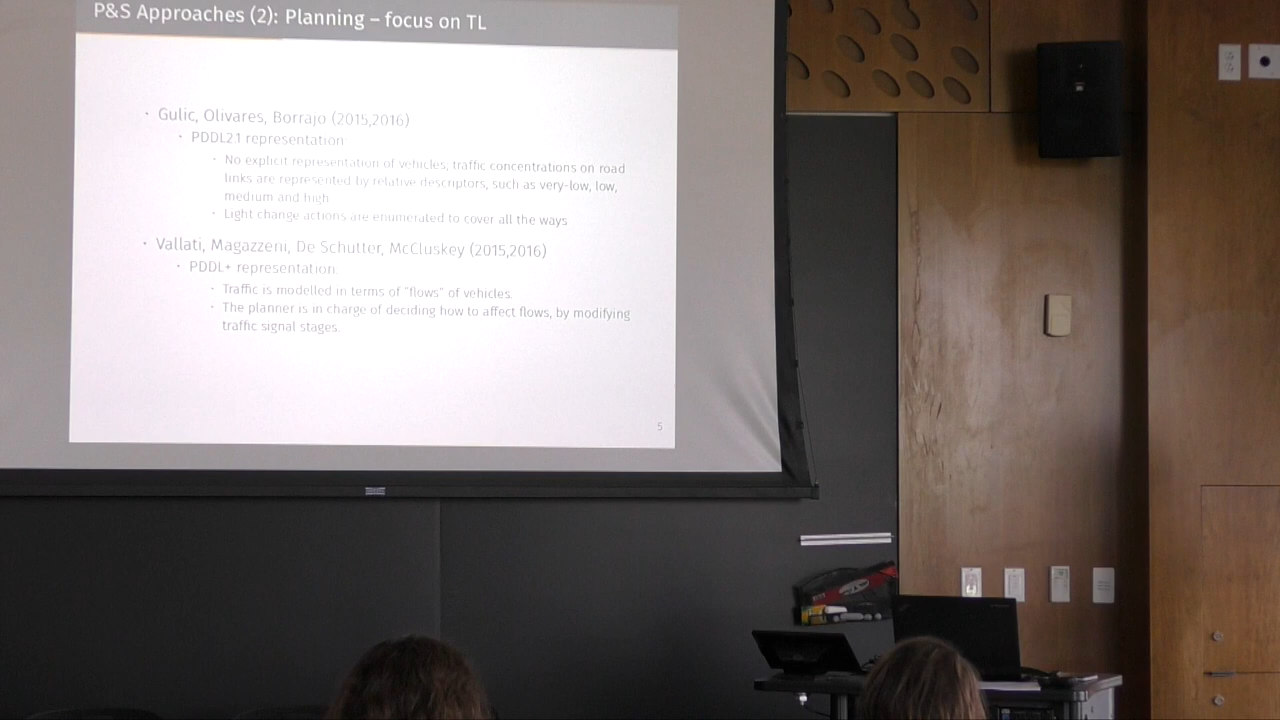 P&S Approaches (2): Planning – focus on TL
· Gulic, Olivares, Borrajo (2015,2016)
· PDDL2.1 representation
· No explicit representation of vehicles; traffic concentrations on road
links are represented by relative descriptors, such as very-low, low,
medium and high
· Light change actions are enumerated to cover all the ways
· Vallati, Magazzeni, De Schutter, McCluskey (2015,2016)
· PDDL+ representation.
· Traffic is modelled in terms of "flows" of vehicles.
· The planner is in charge of deciding how to affect flows, by modifying
traffic signal stages.
5